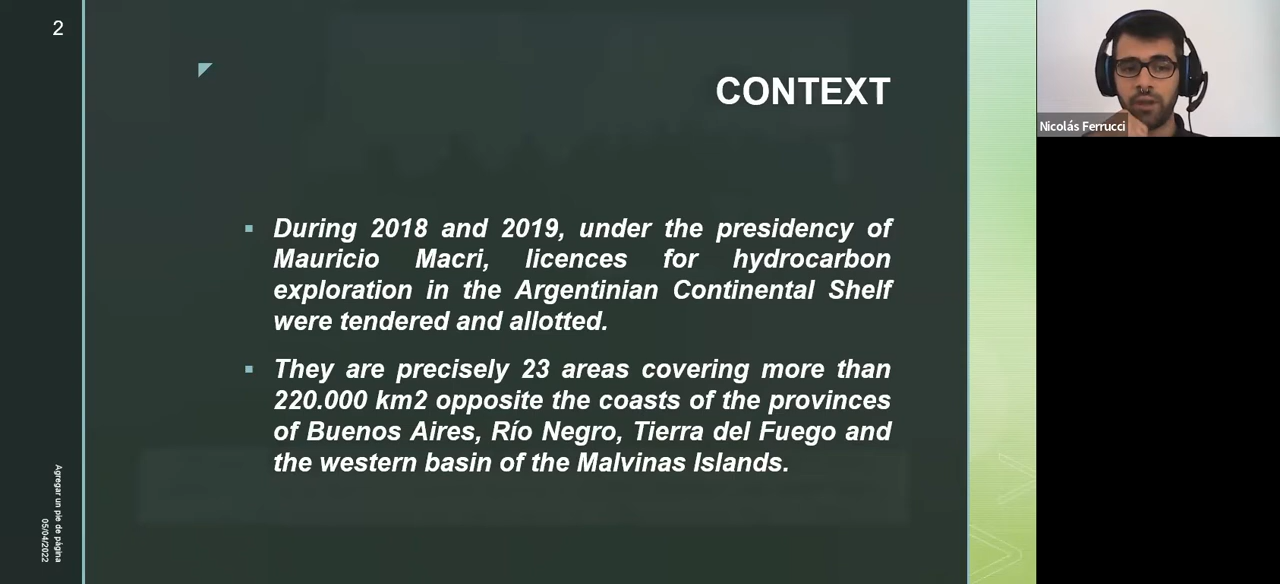 2
CONTEXT
During 2018 and 2019, under the presidency of
Mauricio Macri, licences for hydrocarbon
exploration in the Argentinian Continental Shelf
were tendered and allotted.
They are precisely 23 areas covering more than
220.000 km2 opposite the coasts of the provinces
of Buenos Aires, Río Negro, Tierra del Fuego and
the western basin of the Malvinas Islands.
Agregar un pie de página
05/04/2022
Nicolás Ferrucci